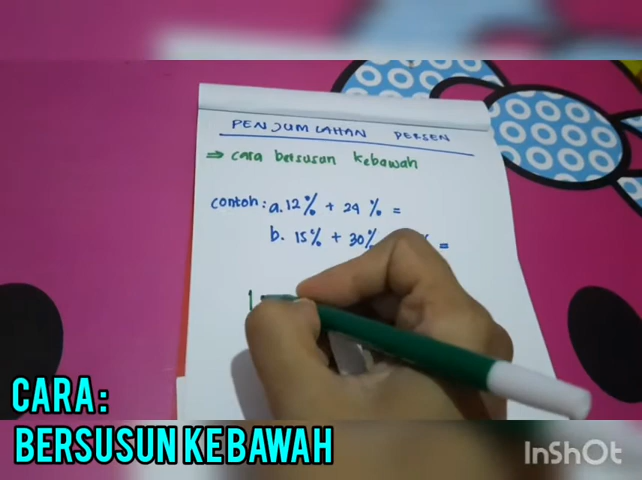 PENJUMLAHAN PERSEN
⇒ cara bersusun kebawah
contoh: a. 12% + 24 % =
b. 15% + 30% =
CARA:
BERSUSUN KEBAWAH
InShOt